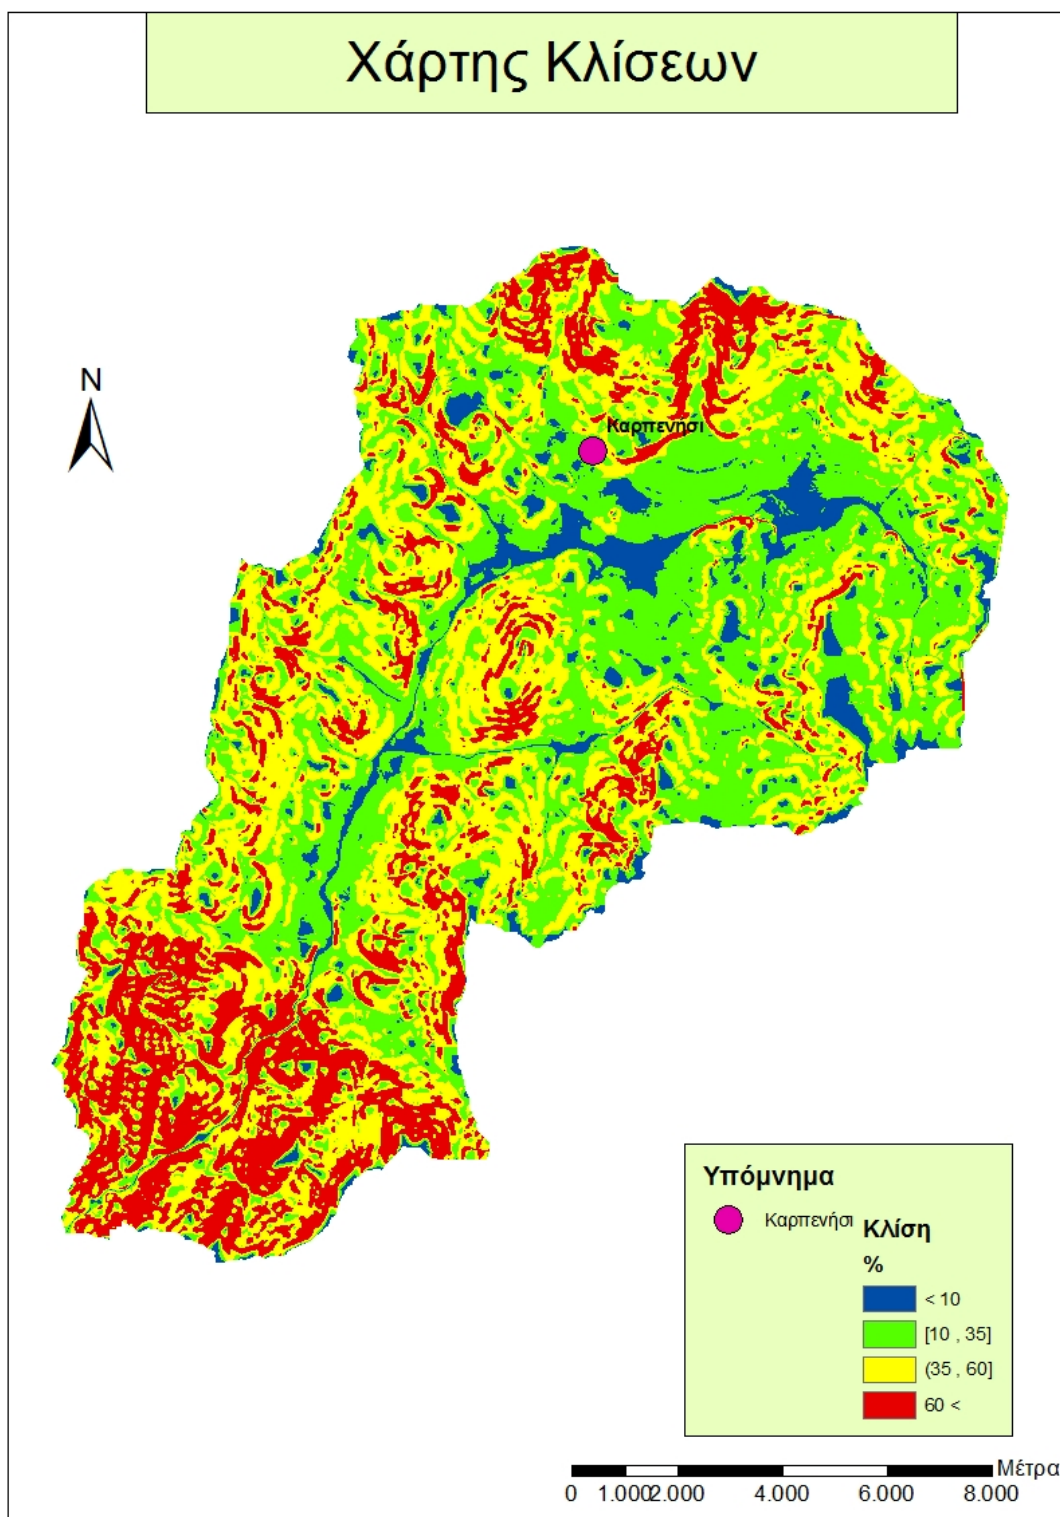 Χάρτης Κλίσεων
N
Καρπενήσι
Υπόμνημα
Καρπενήσι
Κλίση
%
< 10
[10 , 35]
(35 , 60]
60 <
Μέτρα
0 1.000 2.000 4.000 6.000 8.000